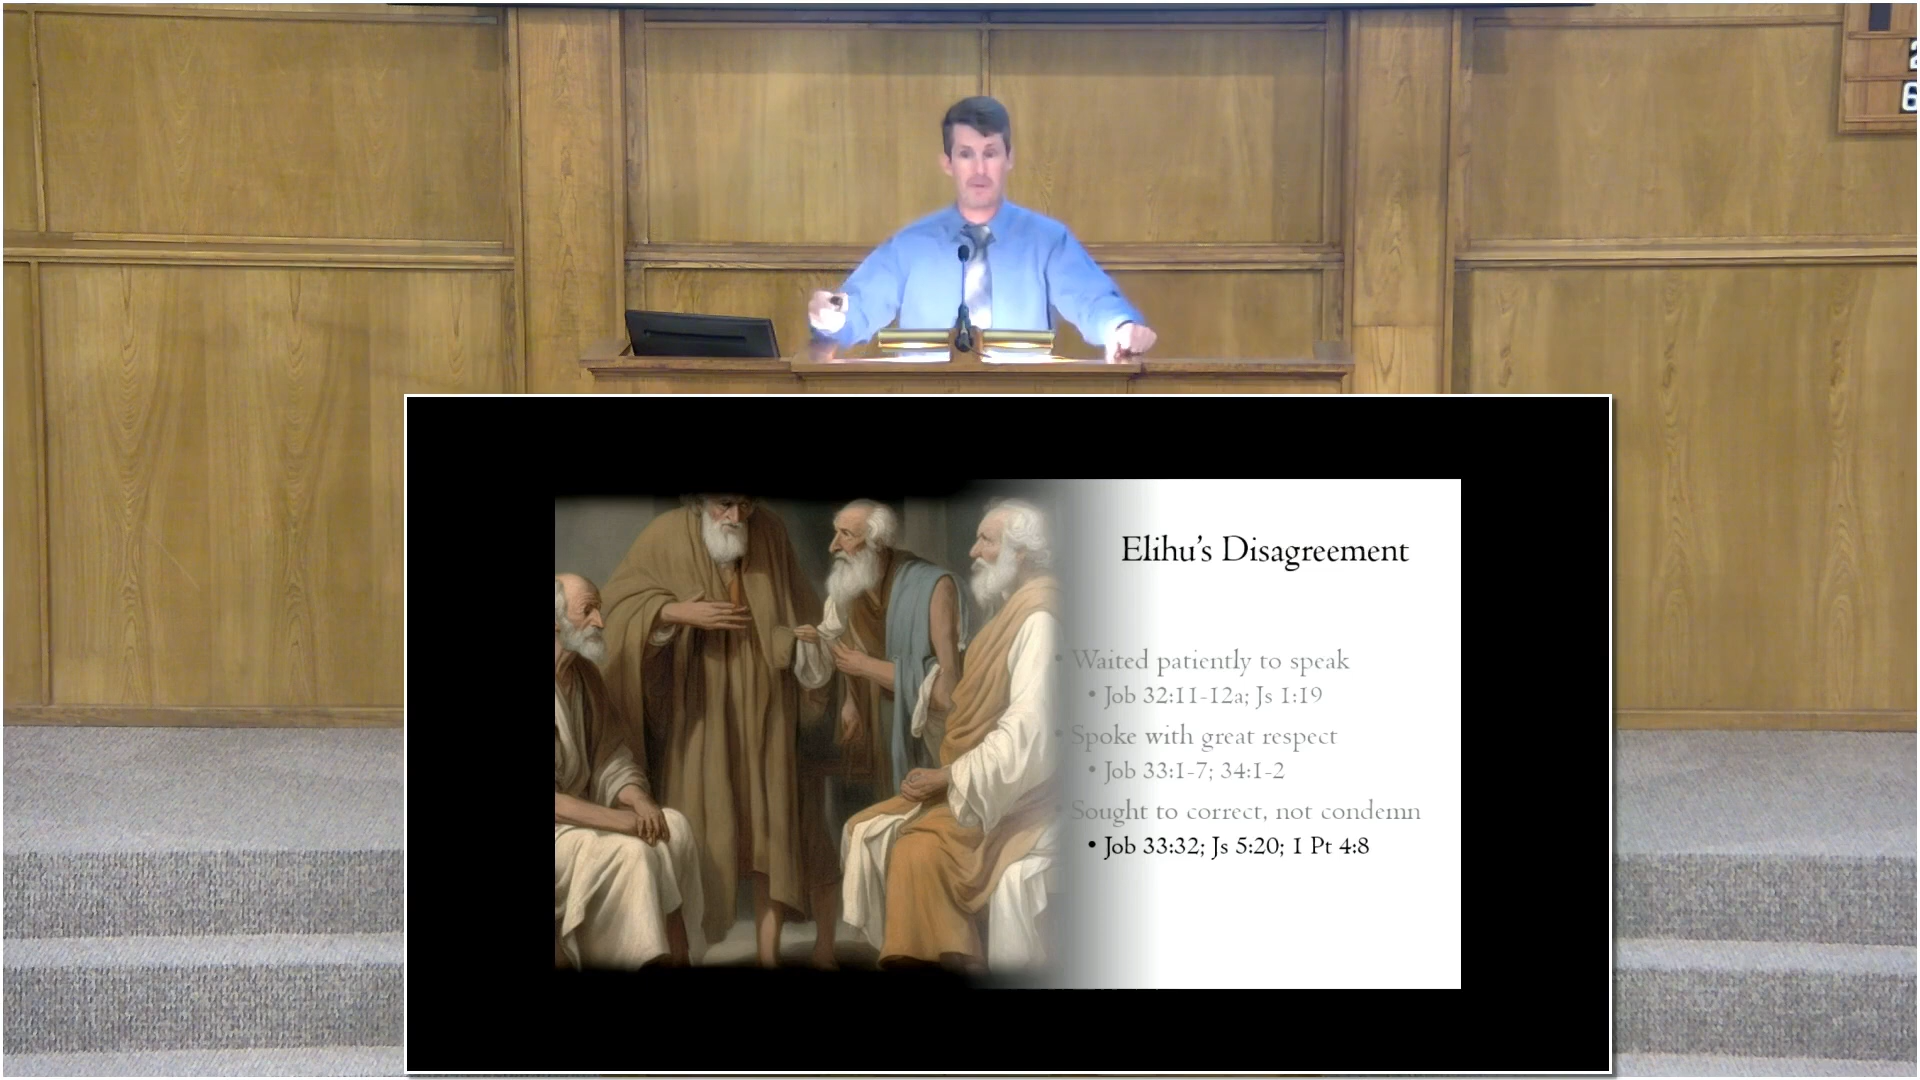 2
6
Elihu's Disagreement
• Waited patiently to speak
• Job 32:11-12a; Js 1:19
• Spoke with great respect
• Job 33:1-7; 34:1-2
• Sought to correct, not condemn
• Job 33:32; Js 5:20; 1 Pt 4:8